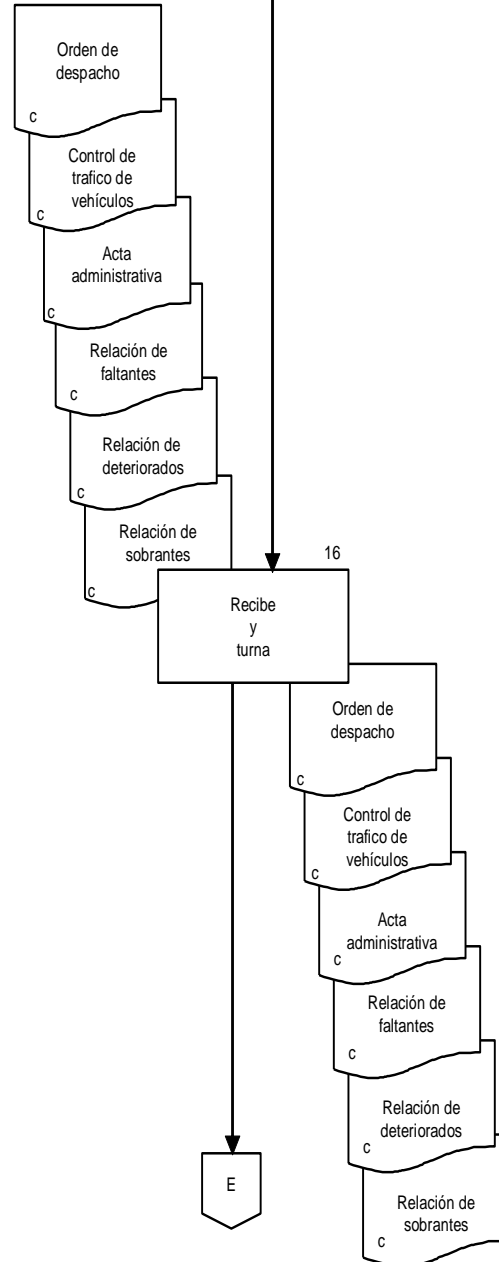 Orden de
despacho
c
Control de
trafico de
vehículos
c
Acta
administrativa
c
Relación de
faltantes
c
Relación de
deteriorados
c
Relación de
sobrantes
c
16
Recibe
y
turna
Orden de
despacho
c
Control de
trafico de
vehículos
c
Acta
administrativa
c
Relación de
faltantes
c
Relación de
deteriorados
c
Relación de
sobrantes
c
E